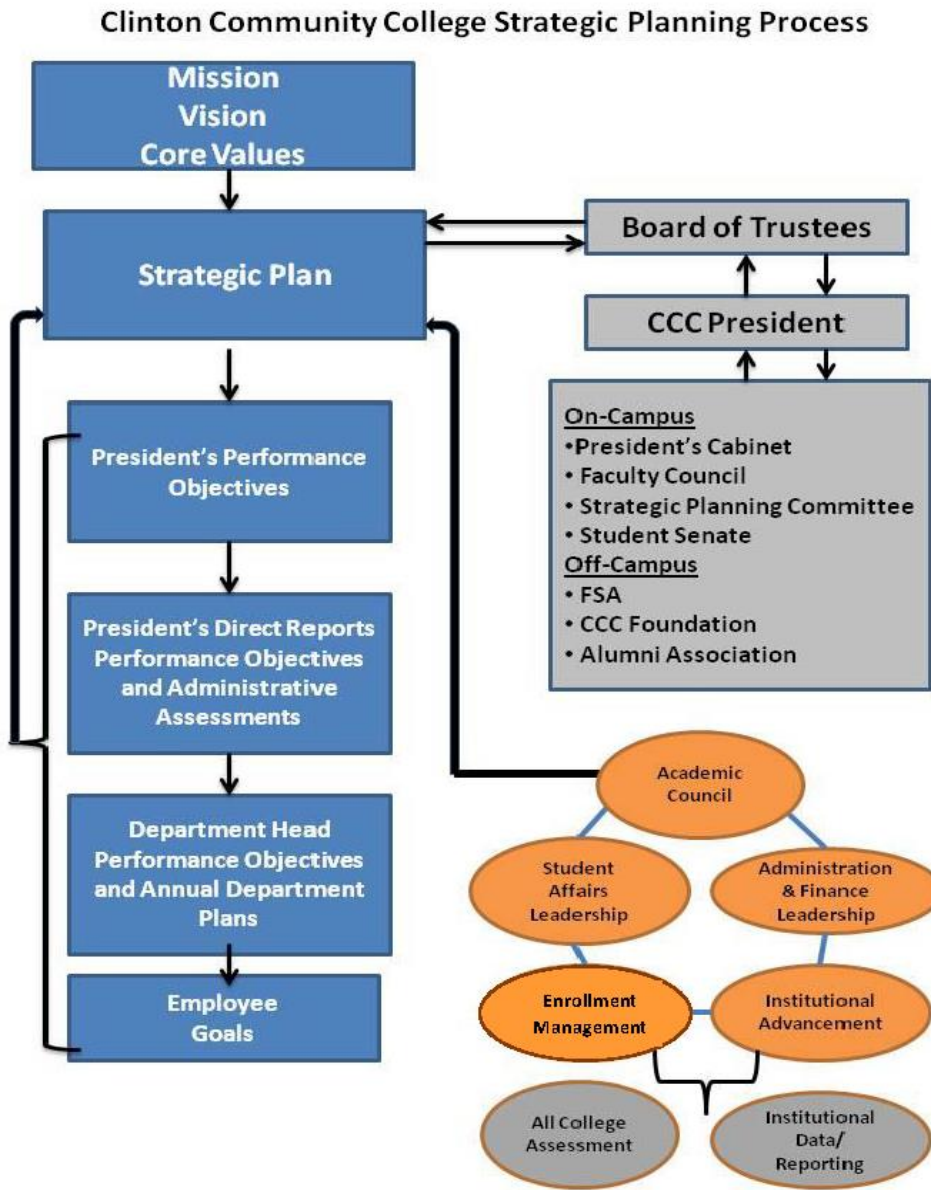 Clinton Community College Strategic Planning Process
Mission
Vision
Core Values
Strategic Plan
Board of Trustees
CCC President
On-Campus
•President's Cabinet
• Faculty Council
• Strategic Planning Committee
• Student Senate
Off-Campus
• FSA
• CCC Foundation
• Alumni Association
President's Performance
Objectives
President's Direct Reports
Performance Objectives
and Administrative
Assessments
Department Head
Performance Objectives
and Annual Department
Plans
Employee
Goals
Academic
Council
Student
Affairs
Leadership
Administration
& Finance
Leadership
Enrollment
Management
Institutional
Advancement
All College
Assessment
Institutional
Data/
Reporting